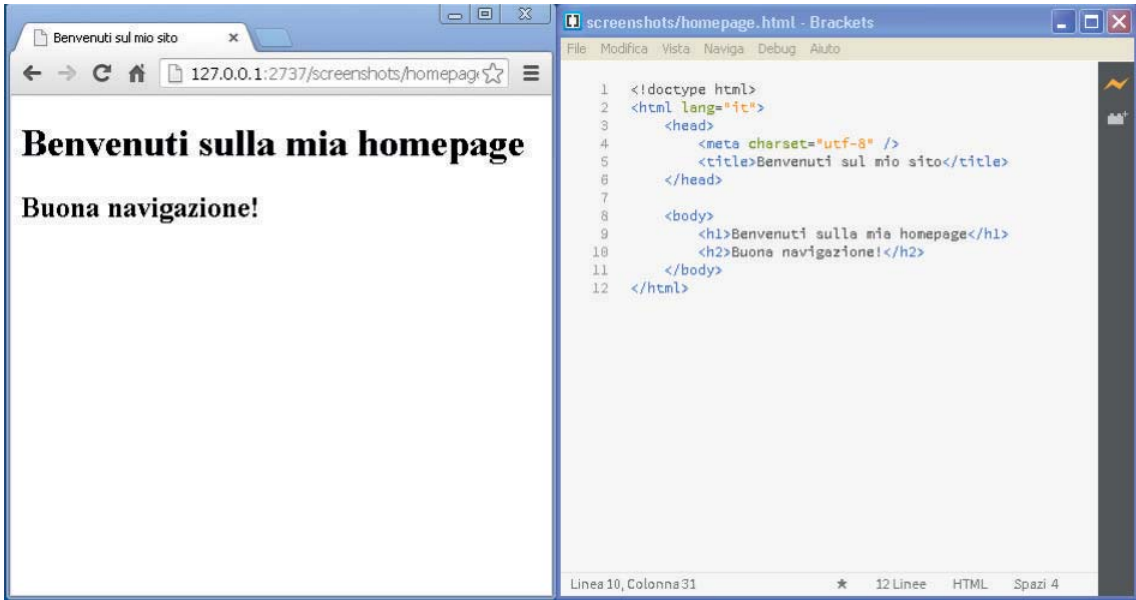 Benvenuti sul mio sito
127.0.0.1:2737/screenshots/homepag
Benvenuti sulla mia homepage
Buona navigazione!
screenshots/homepage.html - Brackets
File Modifica Vista Naviga Debug Aiuto
1 <!doctype html>
2 <html lang="it">
3 <head>
4 <meta charset="utf-8" />
5 <title>Benvenuti sul mio sito</title>
6 </head>
7
8 <body>
9 <h1>Benvenuti sulla mia homepage</h1>
10 <h2>Buona navigazione!</h2>
11 </body>
12 </html>
Linea 10, Colonna 31 12 Linee HTML Spazi 4